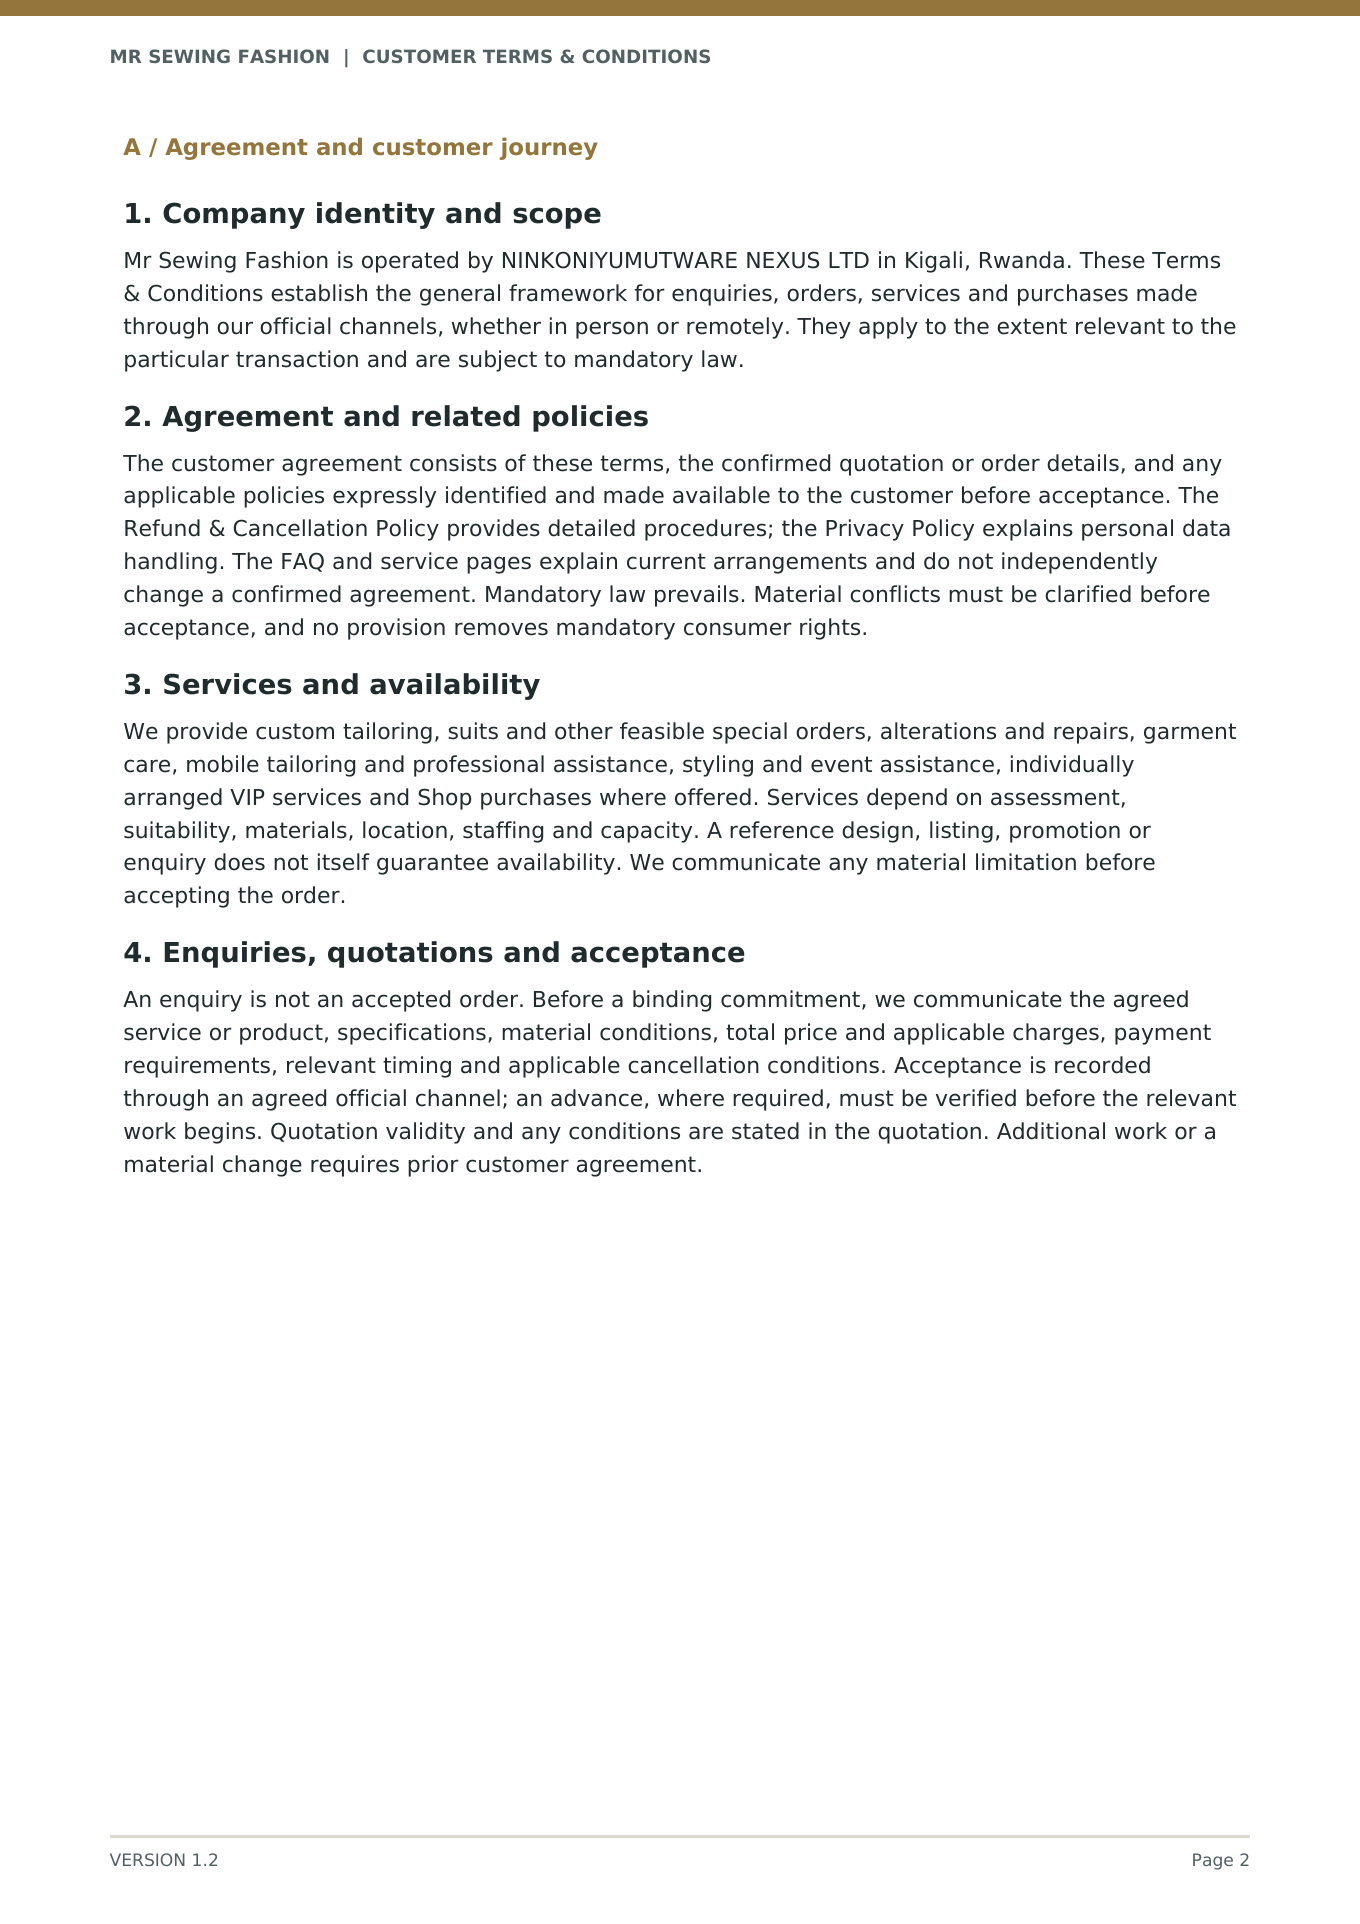 MR SEWING FASHION | CUSTOMER TERMS & CONDITIONS
A / Agreement and customer journey
1. Company identity and scope
Mr Sewing Fashion is operated by NINKONIYUMUTWARE NEXUS LTD in Kigali, Rwanda. These Terms
& Conditions establish the general framework for enquiries, orders, services and purchases made
through our official channels, whether in person or remotely. They apply to the extent relevant to the
particular transaction and are subject to mandatory law.
2. Agreement and related policies
The customer agreement consists of these terms, the confirmed quotation or order details, and any
applicable policies expressly identified and made available to the customer before acceptance. The
Refund & Cancellation Policy provides detailed procedures; the Privacy Policy explains personal data
handling. The FAQ and service pages explain current arrangements and do not independently
change a confirmed agreement. Mandatory law prevails. Material conflicts must be clarified before
acceptance, and no provision removes mandatory consumer rights.
3. Services and availability
We provide custom tailoring, suits and other feasible special orders, alterations and repairs, garment
care, mobile tailoring and professional assistance, styling and event assistance, individually
arranged VIP services and Shop purchases where offered. Services depend on assessment,
suitability, materials, location, staffing and capacity. A reference design, listing, promotion or
enquiry does not itself guarantee availability. We communicate any material limitation before
accepting the order.
4. Enquiries, quotations and acceptance
An enquiry is not an accepted order. Before a binding commitment, we communicate the agreed
service or product, specifications, material conditions, total price and applicable charges, payment
requirements, relevant timing and applicable cancellation conditions. Acceptance is recorded
through an agreed official channel; an advance, where required, must be verified before the relevant
work begins. Quotation validity and any conditions are stated in the quotation. Additional work or a
material change requires prior customer agreement.
VERSION 1.2
Page 2